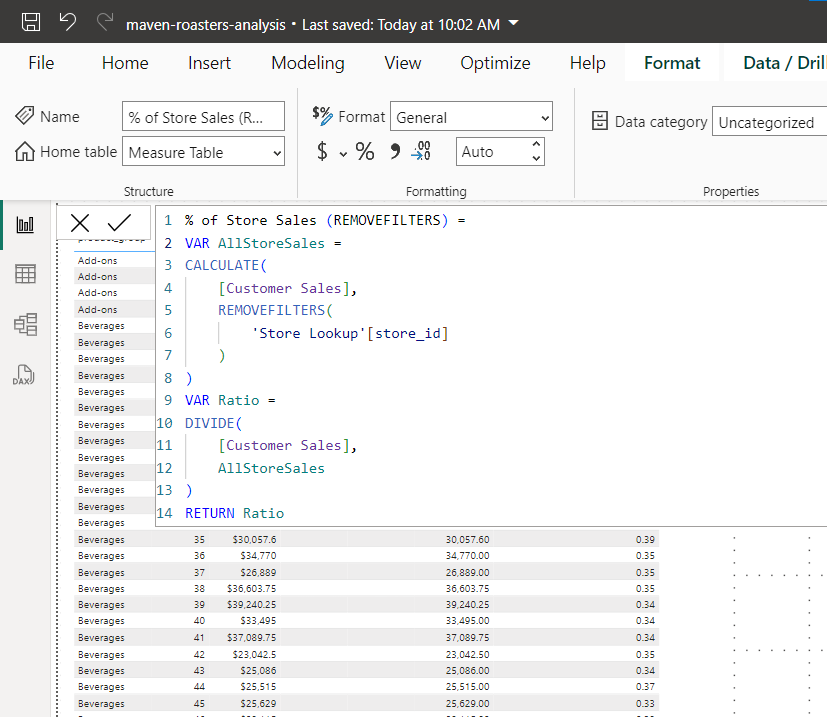 maven-roasters-analysis • Last saved: Today at 10:02 AM
File Home Insert Modeling View Optimize Help Format Data / Dril
Name % of Store Sales (R...
Home table Measure Table
Structure
$% Format General
$ % , .00
Auto
Formatting
Data category Uncategorized
Properties
1 % of Store Sales (REMOVEFILTERS) =
2 VAR AllStoreSales =
3 CALCULATE(
4 [Customer Sales],
5 REMOVEFILTERS(
6 'Store Lookup'[store_id]
7 )
8 )
9 VAR Ratio =
10 DIVIDE(
11 [Customer Sales],
12 AllStoreSales
13 )
14 RETURN Ratio
DAX
product_group
Add-ons
Add-ons
Add-ons
Add-ons
Beverages
Beverages
Beverages
Beverages
Beverages
Beverages
Beverages
Beverages
Beverages
Beverages
Beverages
Beverages
Beverages
Beverages 35 $30,057.6 30,057.60 0.39
Beverages 36 $34,770 34,770.00 0.35
Beverages 37 $26,889 26,889.00 0.35
Beverages 38 $36,603.75 36,603.75 0.35
Beverages 39 $39,240.25 39,240.25 0.34
Beverages 40 $33,495 33,495.00 0.34
Beverages 41 $37,089.75 37,089.75 0.34
Beverages 42 $23,042.5 23,042.50 0.35
Beverages 43 $25,086 25,086.00 0.34
Beverages 44 $25,515 25,515.00 0.37
Beverages 45 $25,629 25,629.00 0.33